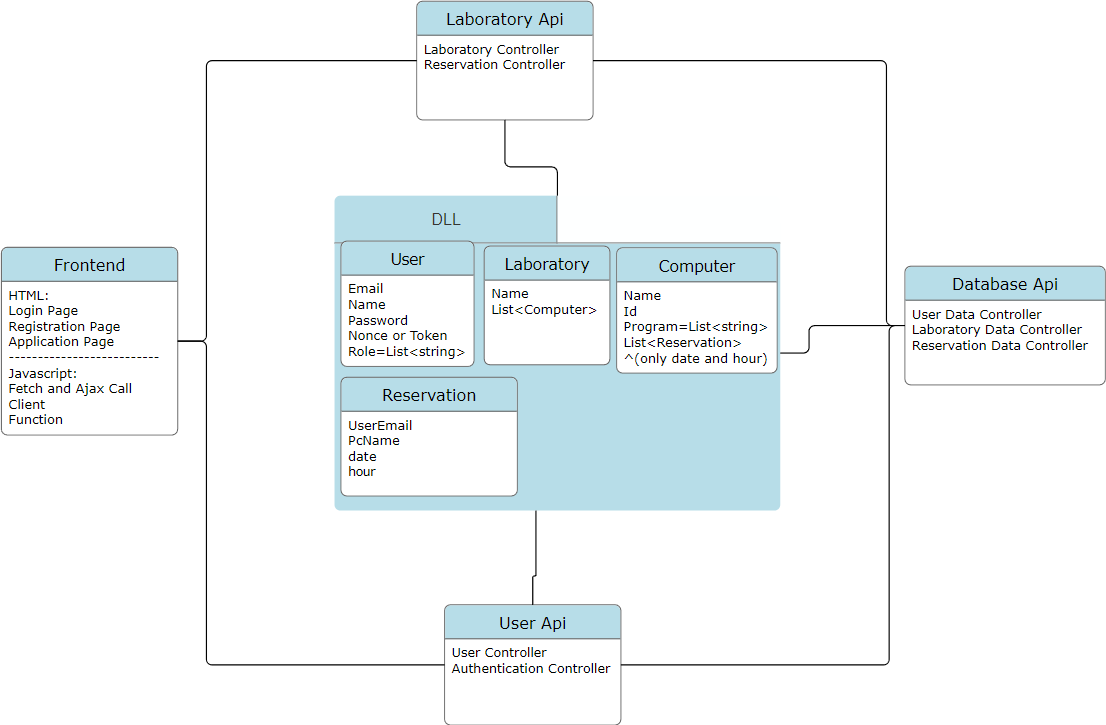 Laboratory Api
Laboratory Controller
Reservation Controller
DLL
User
Email
Name
Password
Nonce or Token
Role=List<string>
Laboratory
Name
List<Computer>
Computer
Name
Id
Program=List<string>
List<Reservation>
^(only date and hour)
Reservation
UserEmail
PcName
date
hour
Frontend
HTML:
Login Page
Registration Page
Application Page
---------------------------
Javascript:
Fetch and Ajax Call
Client
Function
Database Api
User Data Controller
Laboratory Data Controller
Reservation Data Controller
User Api
User Controller
Authentication Controller